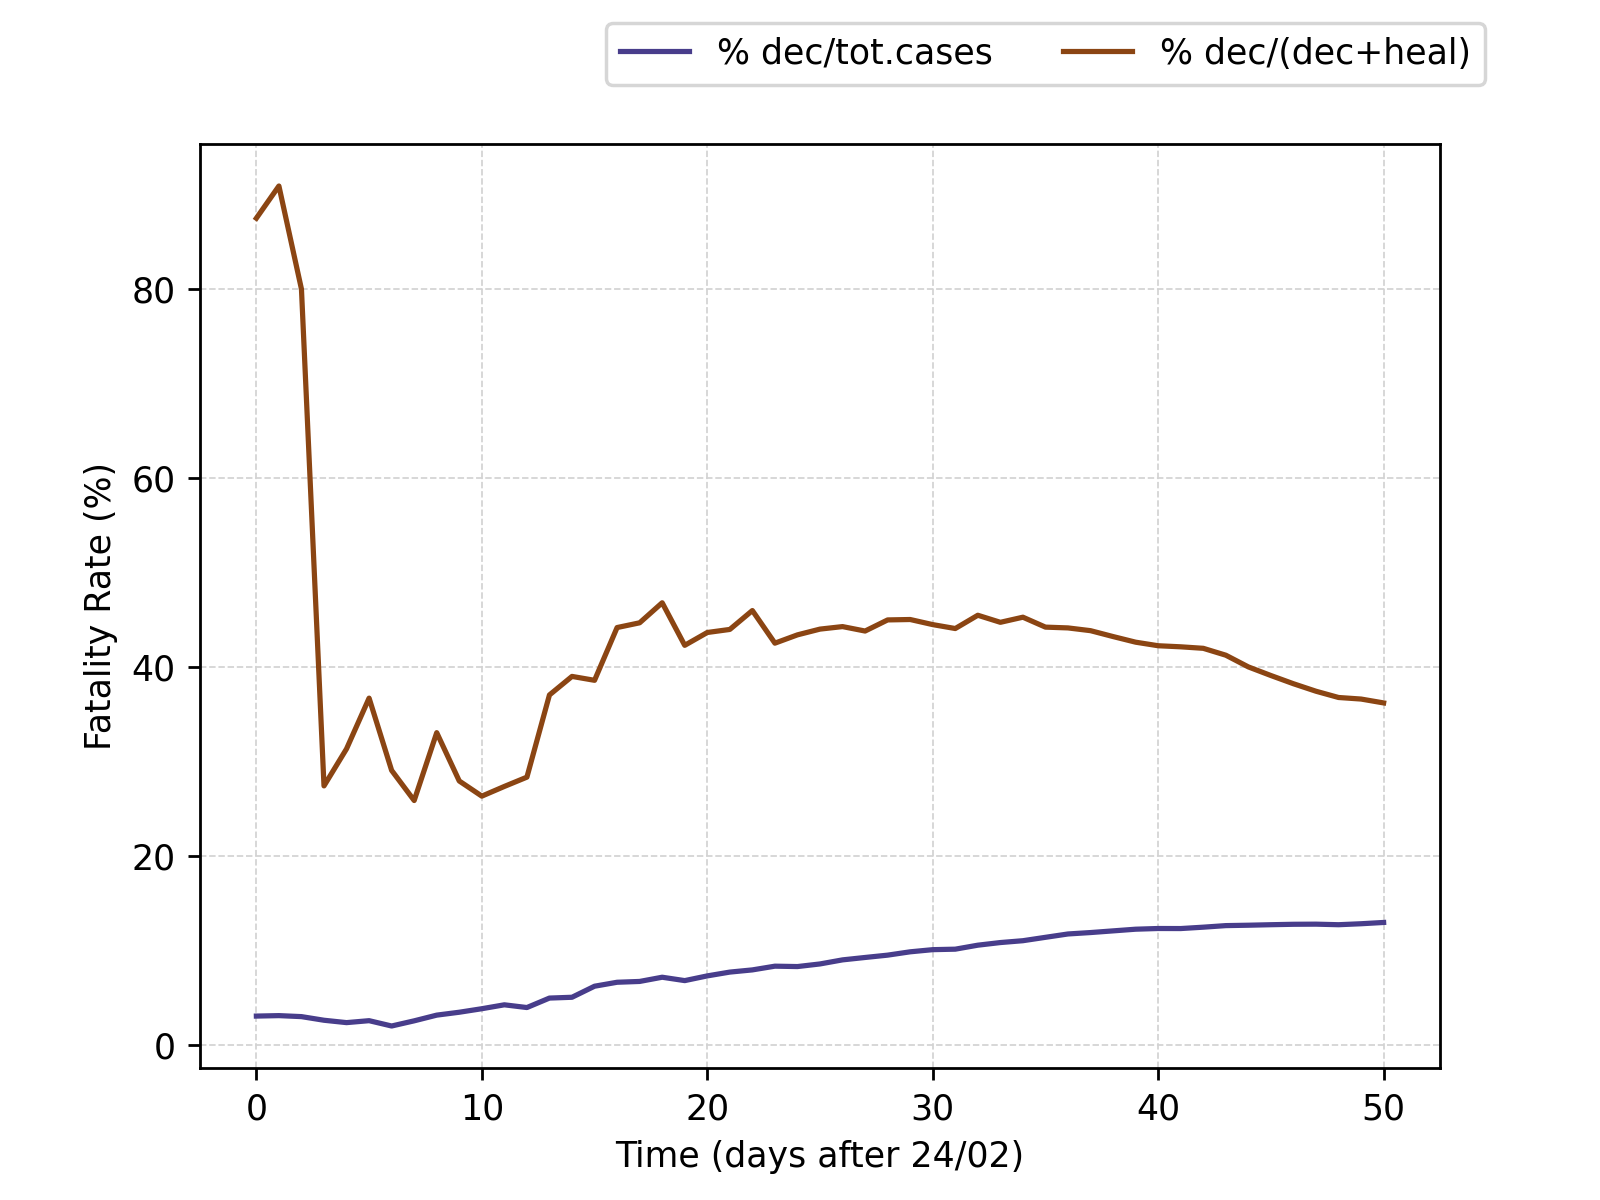 % dec/tot.cases % dec/(dec+heal)
80
60
40
20
0
Fatality Rate (%)
0 10 20 30 40 50
Time (days after 24/02)